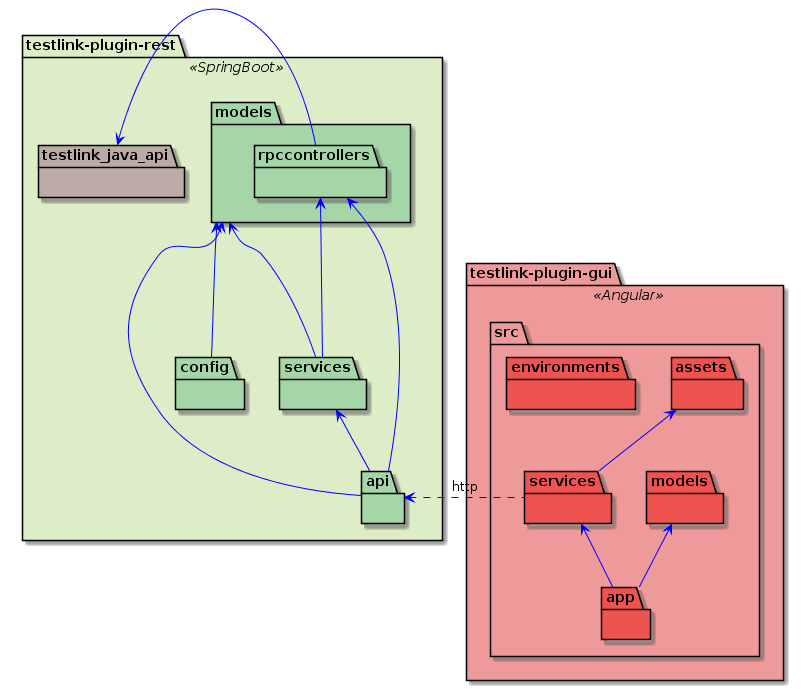 testlink-plugin-rest
«SpringBoot»
models
testlink_java_api
rpccontrollers
config
services
api
http
testlink-plugin-gui
«Angular»
src
environments
assets
services
models
app